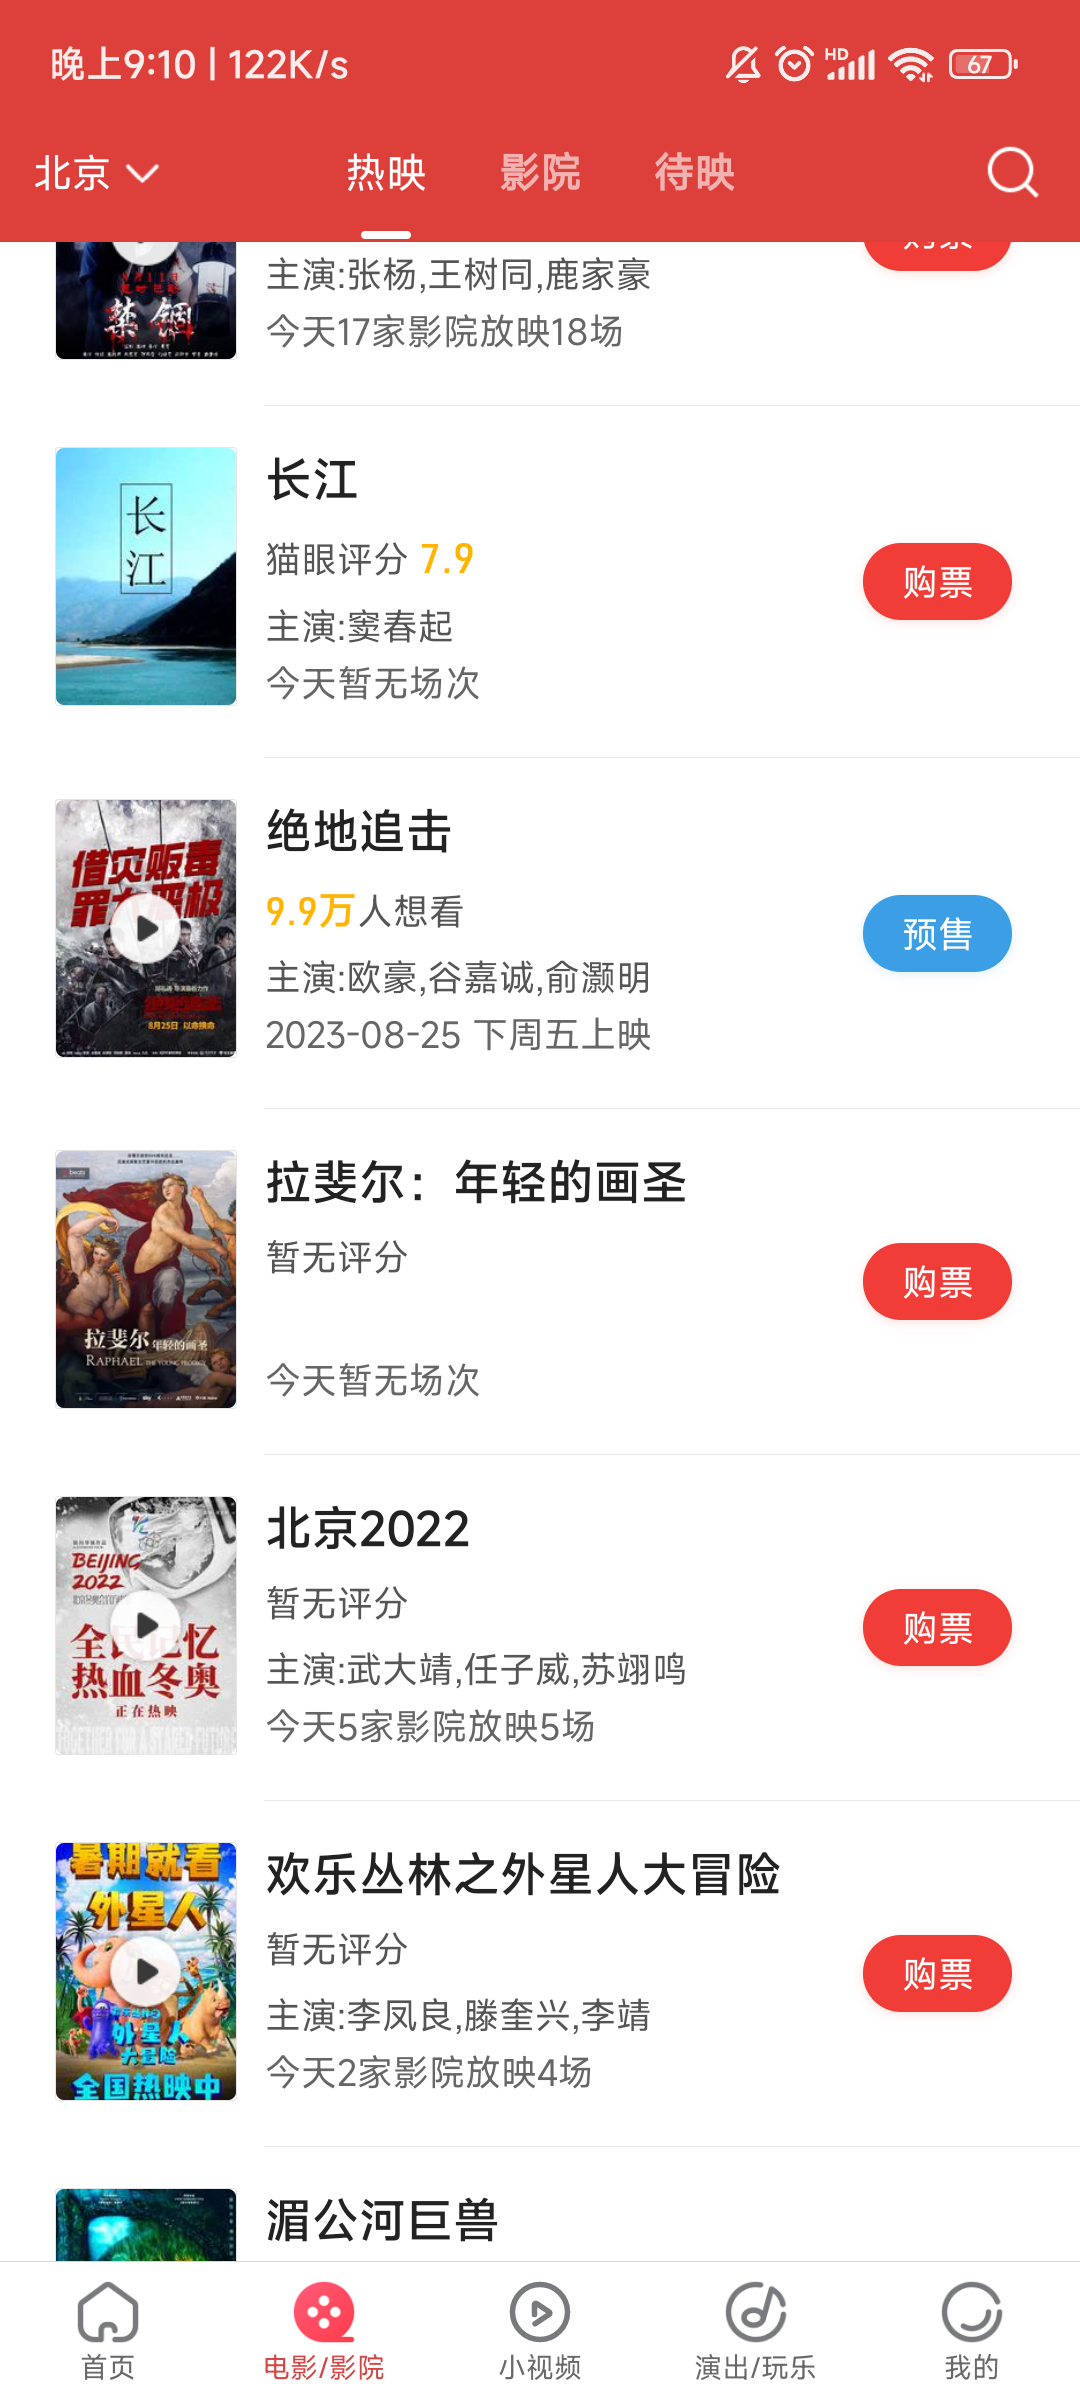 晚上9:10 | 122K/s
HD
67
北京
热映
影院
待映
禁锢
主演:张杨,王树同,鹿家豪
今天17家影院放映18场
长江
长江
猫眼评分 7.9
购票
主演:窦春起
今天暂无场次
借灾贩毒
绝地追击
8月25日 以命换命
绝地追击
9.9万人想看
预售
主演:欧豪,谷嘉诚,俞灏明
2023-08-25 下周五上映
拉斐尔 年轻的画圣
RAPHAEL THE YOUNG PRODIGY
拉斐尔：年轻的画圣
暂无评分
购票
今天暂无场次
BEIJING
2022
全民记忆
热血冬奥
正在热映
北京2022
暂无评分
购票
主演:武大靖,任子威,苏翊鸣
今天5家影院放映5场
暑期就看
外星人
外星人
大冒险
全国热映中
欢乐丛林之外星人大冒险
暂无评分
购票
主演:李凤良,滕奎兴,李靖
今天2家影院放映4场
湄公河巨兽
首页
电影/影院
小视频
演出/玩乐
我的